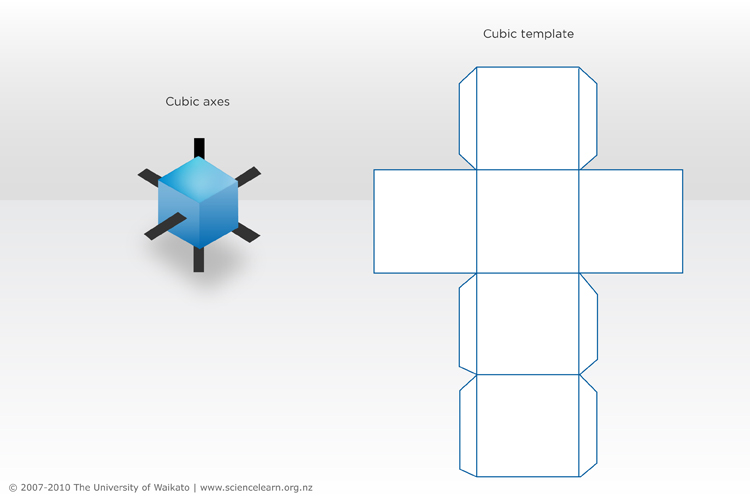 Cubic template
Cubic axes
© 2007-2010 The University of Waikato | www.sciencelearn.org.nz